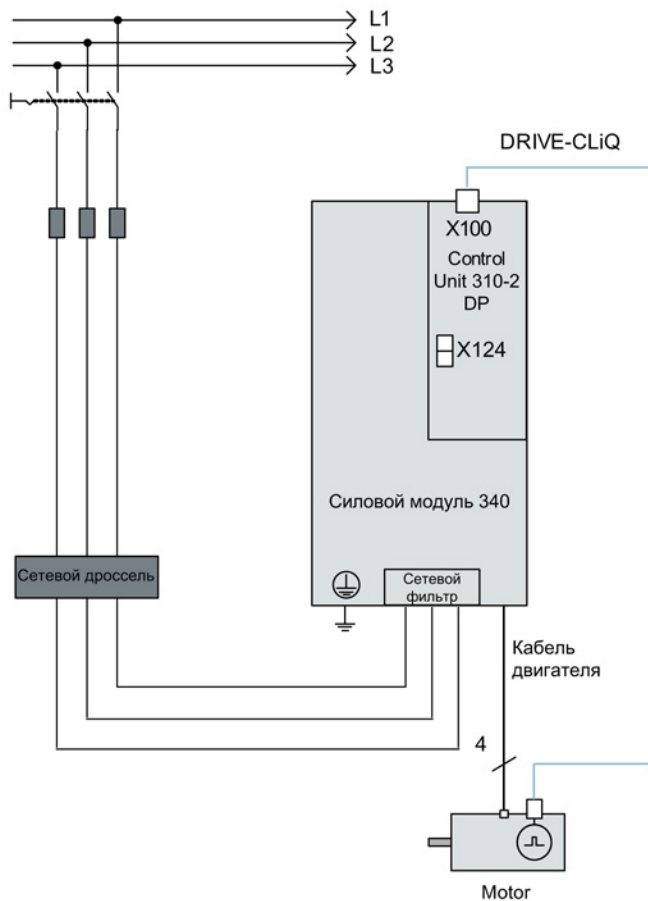 L1
L2
L3
DRIVE-CLiQ
X100
Control
Unit 310-2
DP
X124
Силовой модуль 340
Сетевой дроссель
Сетевой
фильтр
Кабель
двигателя
4
Motor